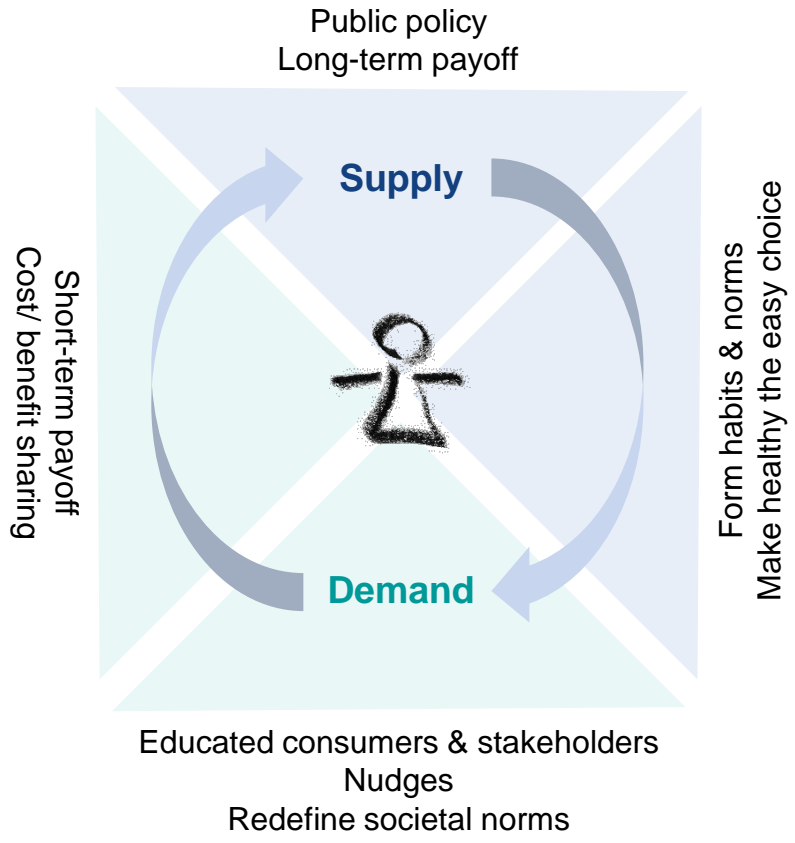 Public policy
Long-term payoff
Supply
Short-term payoff
Cost/ benefit sharing
Form habits & norms
Make healthy the easy choice
Demand
Educated consumers & stakeholders
Nudges
Redefine societal norms